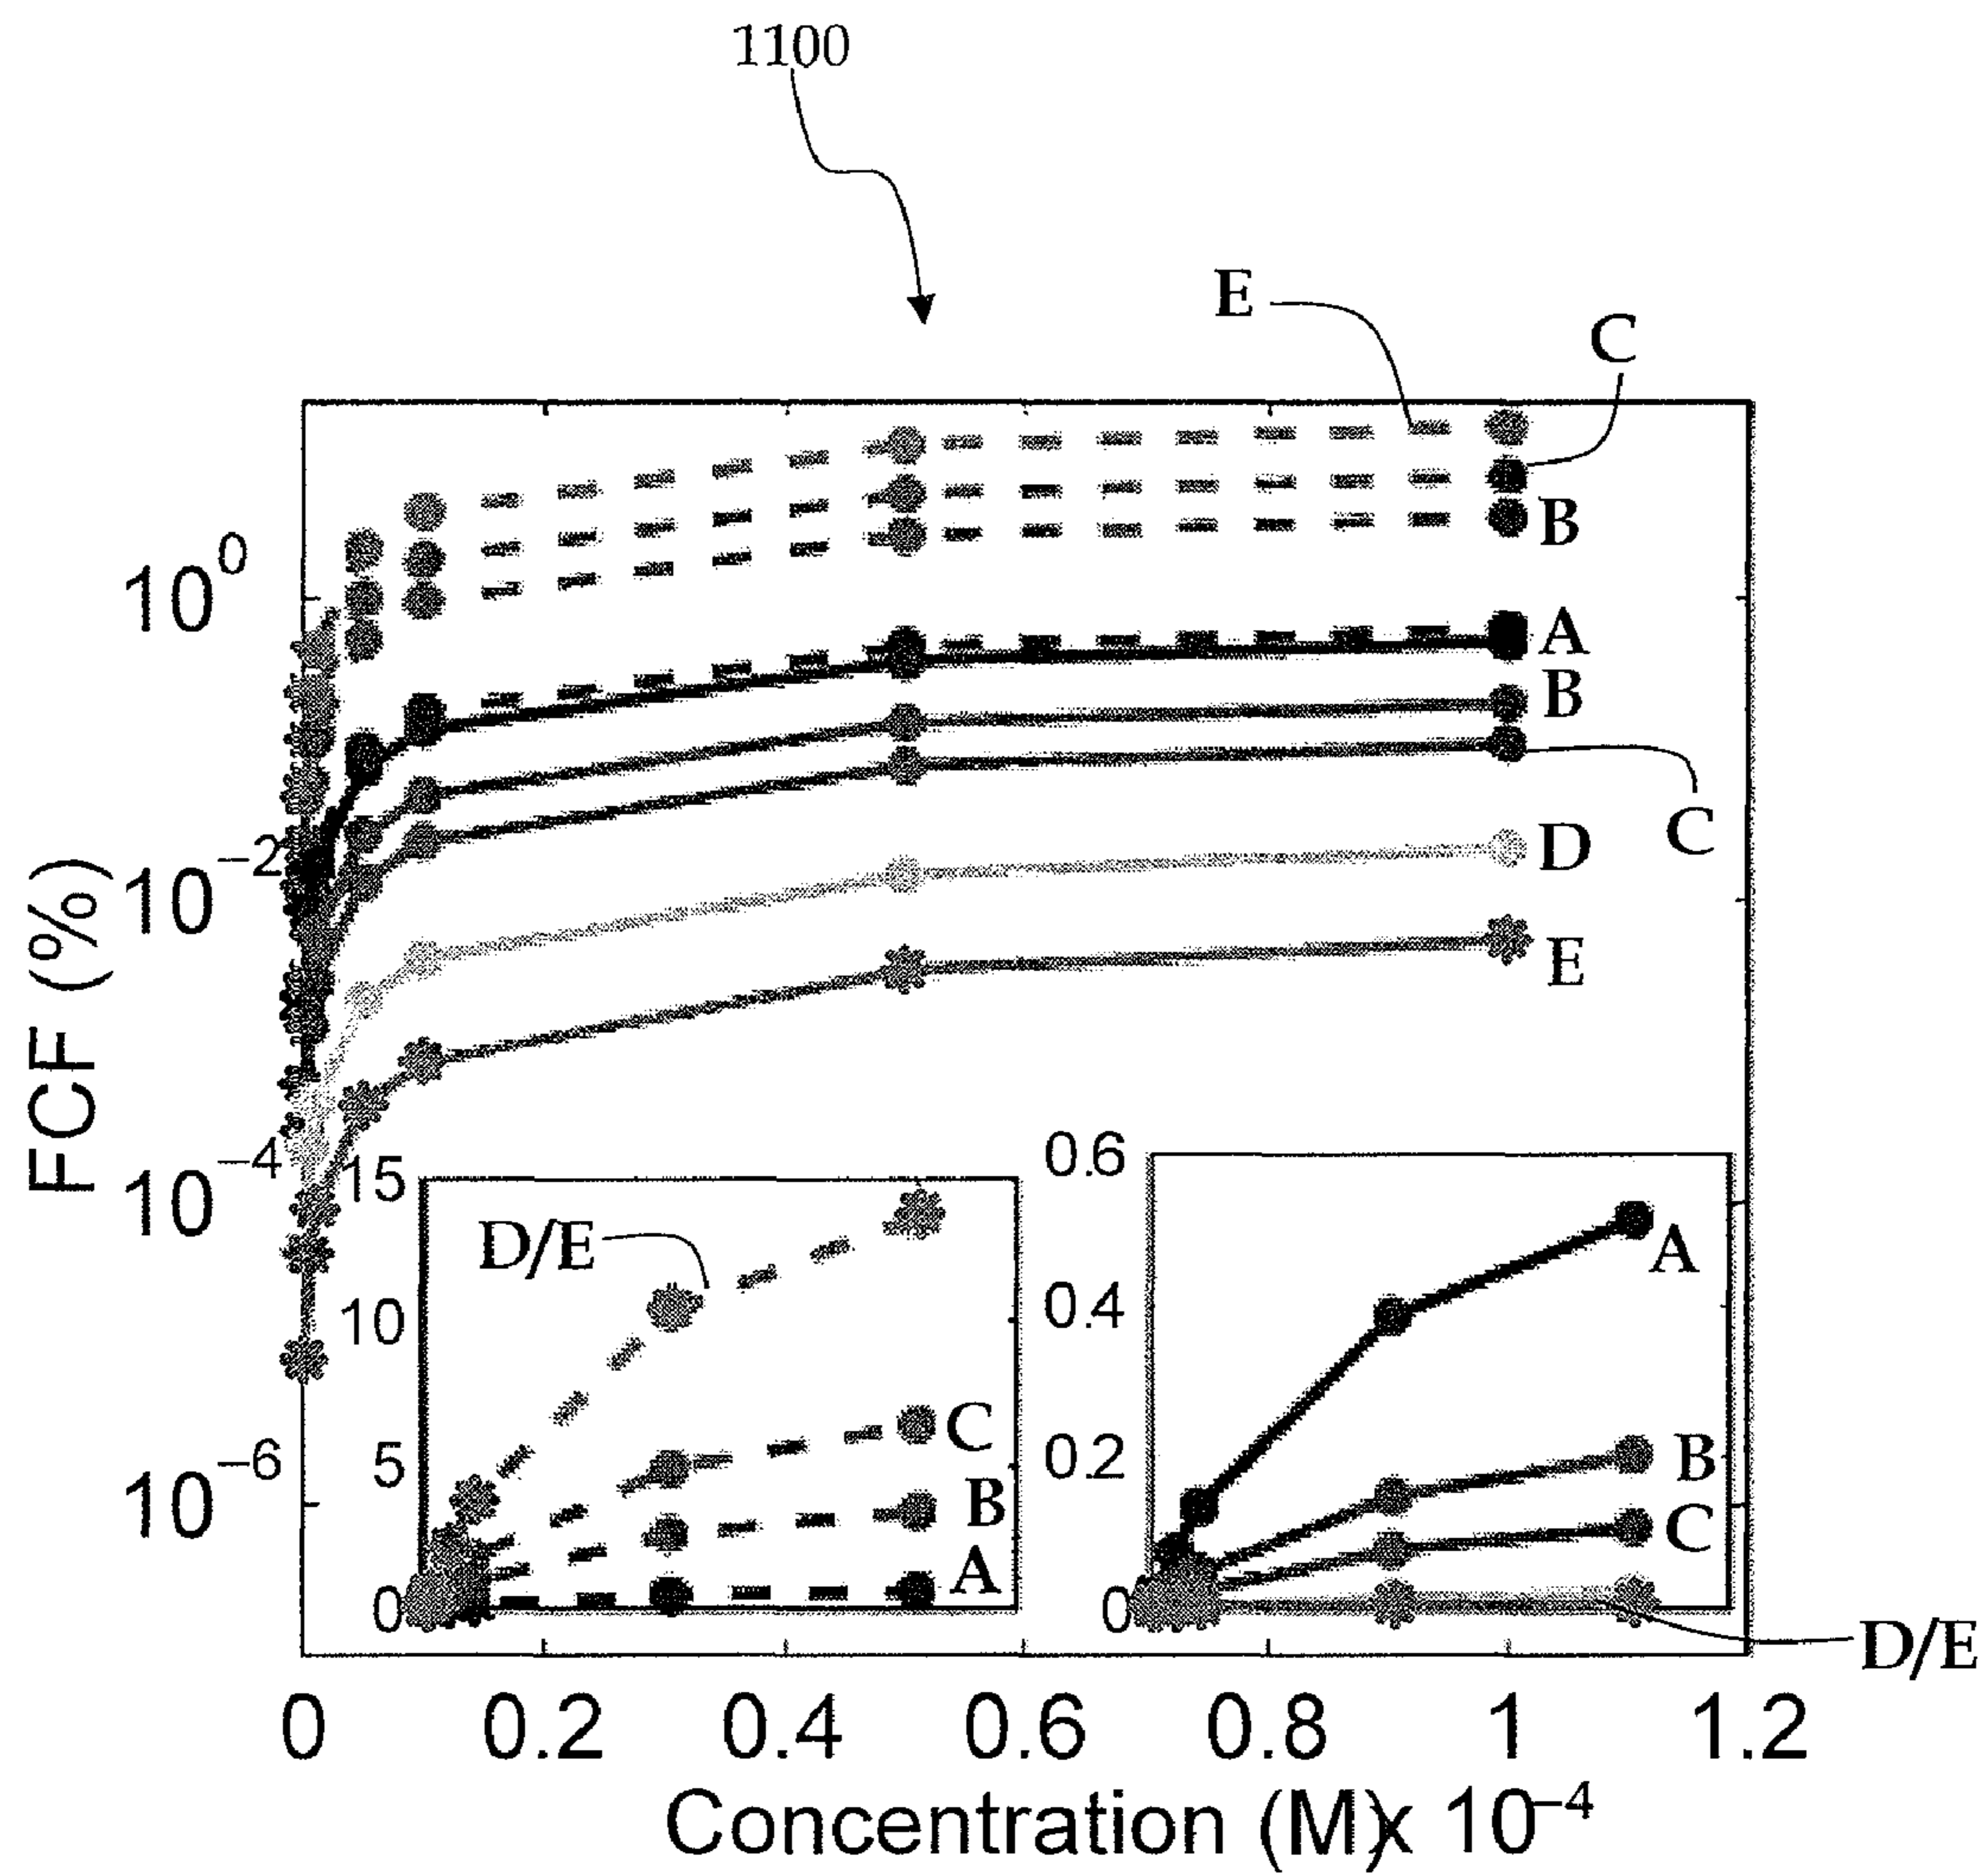 1100
E
C
B
A
B
C
D
E
10^0
10^−2
10^−4
10^−6
FCF (%)
15
10
5
0
D/E
C
B
A
0.6
0.4
0.2
0
A
B
C
D/E
0 0.2 0.4 0.6 0.8 1 1.2
Concentration (M) x 10^−4